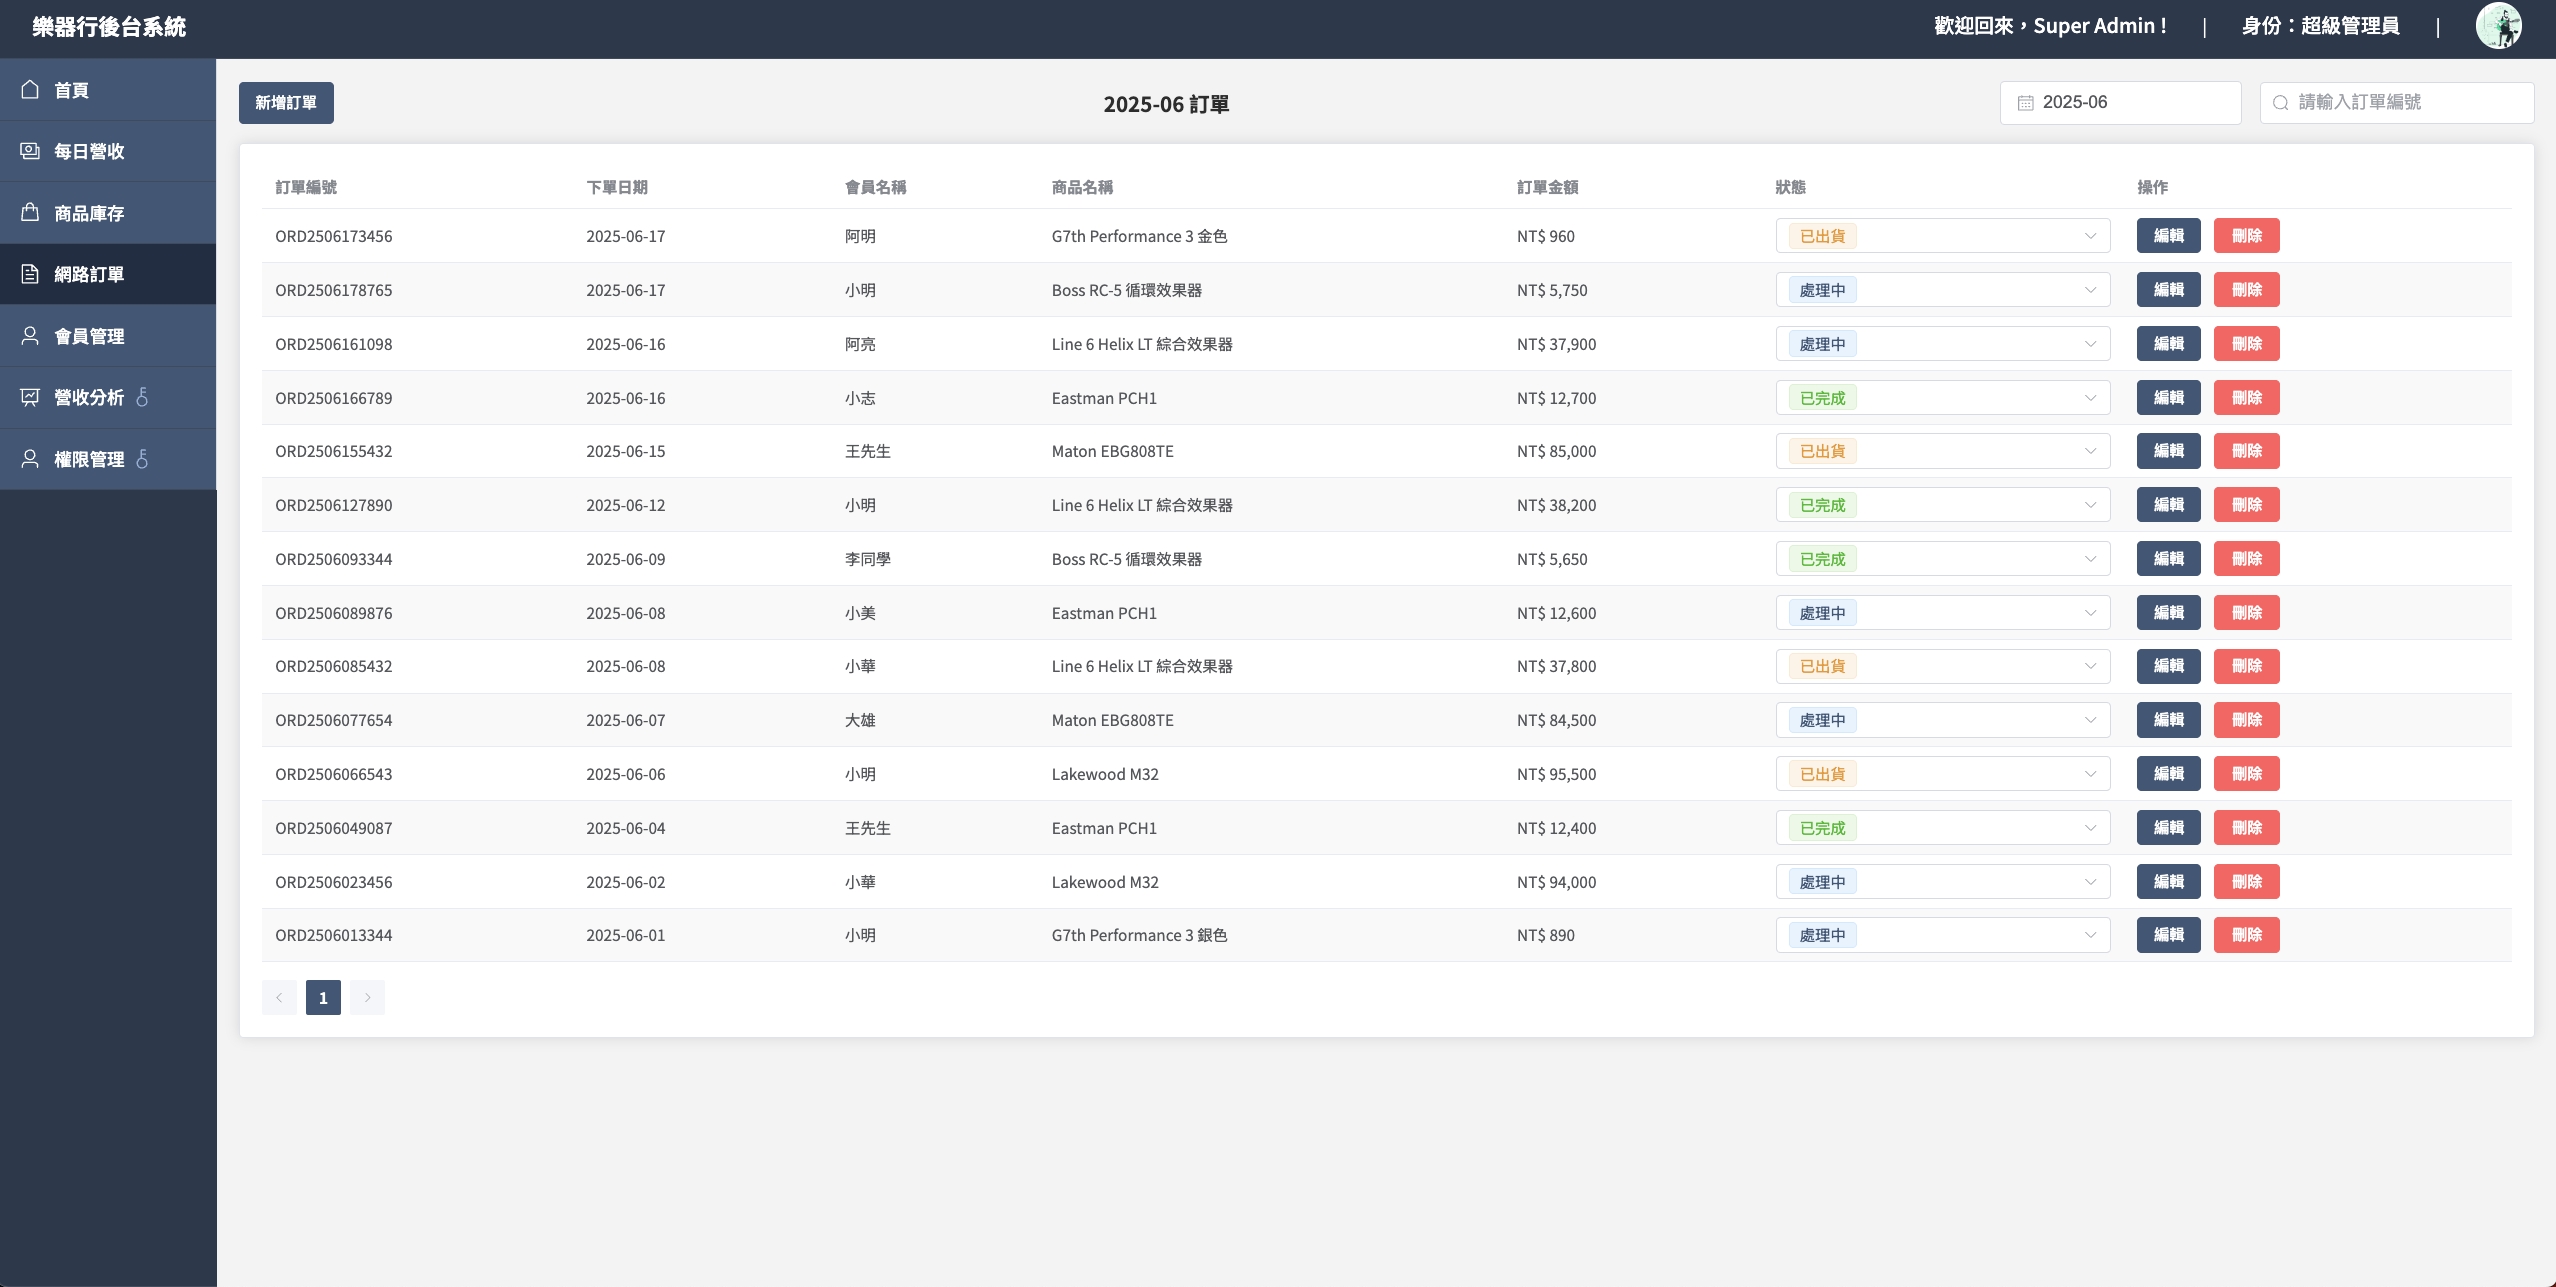 樂器行後台系統
歡迎回來，Super Admin！ | 身份：超級管理員 |
首頁
每日營收
商品庫存
網路訂單
會員管理
營收分析
權限管理
新增訂單
2025-06 訂單
2025-06
請輸入訂單編號
訂單編號 下單日期 會員名稱 商品名稱 訂單金額 狀態 操作
ORD2506173456 2025-06-17 阿明 G7th Performance 3 金色 NT$ 960 已出貨 編輯 刪除
ORD2506178765 2025-06-17 小明 Boss RC-5 循環效果器 NT$ 5,750 處理中 編輯 刪除
ORD2506161098 2025-06-16 阿亮 Line 6 Helix LT 綜合效果器 NT$ 37,900 處理中 編輯 刪除
ORD2506166789 2025-06-16 小志 Eastman PCH1 NT$ 12,700 已完成 編輯 刪除
ORD2506155432 2025-06-15 王先生 Maton EBG808TE NT$ 85,000 已出貨 編輯 刪除
ORD2506127890 2025-06-12 小明 Line 6 Helix LT 綜合效果器 NT$ 38,200 已完成 編輯 刪除
ORD2506093344 2025-06-09 李同學 Boss RC-5 循環效果器 NT$ 5,650 已完成 編輯 刪除
ORD2506089876 2025-06-08 小美 Eastman PCH1 NT$ 12,600 處理中 編輯 刪除
ORD2506085432 2025-06-08 小華 Line 6 Helix LT 綜合效果器 NT$ 37,800 已出貨 編輯 刪除
ORD2506077654 2025-06-07 大雄 Maton EBG808TE NT$ 84,500 處理中 編輯 刪除
ORD2506066543 2025-06-06 小明 Lakewood M32 NT$ 95,500 已出貨 編輯 刪除
ORD2506049087 2025-06-04 王先生 Eastman PCH1 NT$ 12,400 已完成 編輯 刪除
ORD2506023456 2025-06-02 小華 Lakewood M32 NT$ 94,000 處理中 編輯 刪除
ORD2506013344 2025-06-01 小明 G7th Performance 3 銀色 NT$ 890 處理中 編輯 刪除
1